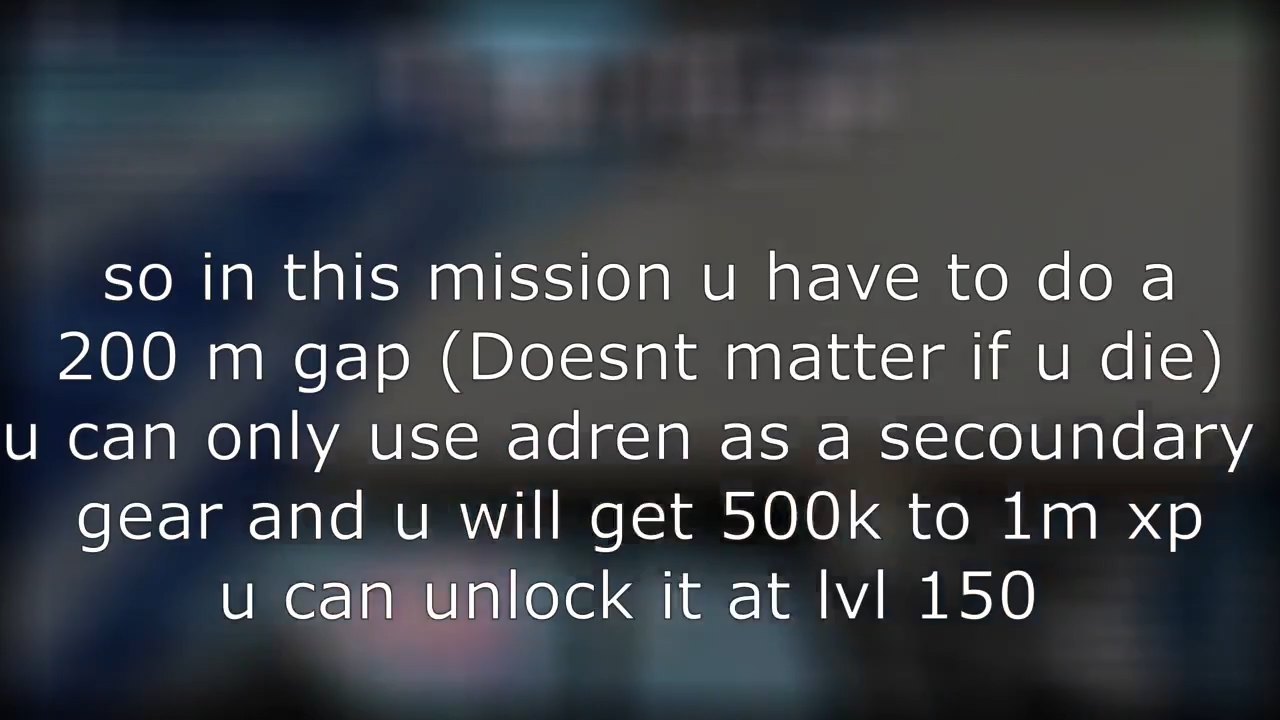 so in this mission u have to do a
200 m gap (Doesnt matter if u die)
u can only use adren as a secoundary
gear and u will get 500k to 1m xp
u can unlock it at lvl 150